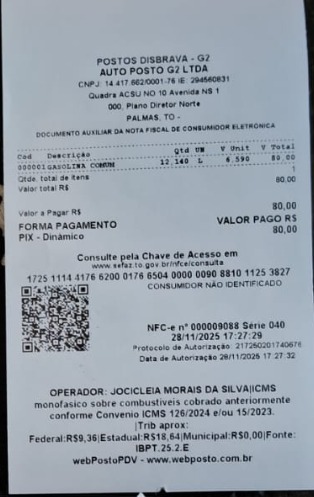 POSTOS DISBRAVA - G2
AUTO POSTO G2 LTDA
CNPJ: 14.417.662/0001-76 IE: 294560831
Quadra ACSU NO 10 Avenida NS 1
000, Plano Diretor Norte
PALMAS, TO -
DOCUMENTO AUXILIAR DA NOTA FISCAL DE CONSUMIDOR ELETRÔNICA
Cod Descrição Qtd UN V Unit V Total
000001 GASOLINA COMUM 12,140 L 6,590 80,00
Qtde. total de itens 1
Valor total R$ 80,00
Valor a Pagar R$ 80,00
FORMA PAGAMENTO VALOR PAGO R$
PIX - Dinâmico 80,00
Consulte pela Chave de Acesso em
www.sefaz.to.gov.br/nfce/consulta
1725 1114 4176 6200 0176 6504 0000 0090 8810 1125 3827
CONSUMIDOR NÃO IDENTIFICADO
NFC-e nº 000009088 Série 040
28/11/2025 17:27:29
Protocolo de Autorização: 217250201740676
Data de Autorização 28/11/2025 17:27:32
OPERADOR: JOCICLEIA MORAIS DA SILVA|ICMS
monofasico sobre combustíveis cobrado anteriormente
conforme Convenio ICMS 126/2024 e/ou 15/2023.
|Trib aprox:
Federal:R$9,36|Estadual:R$18,64|Municipal:R$0,00|Fonte:
IBPT.25.2.E
webPostoPDV - www.webposto.com.br